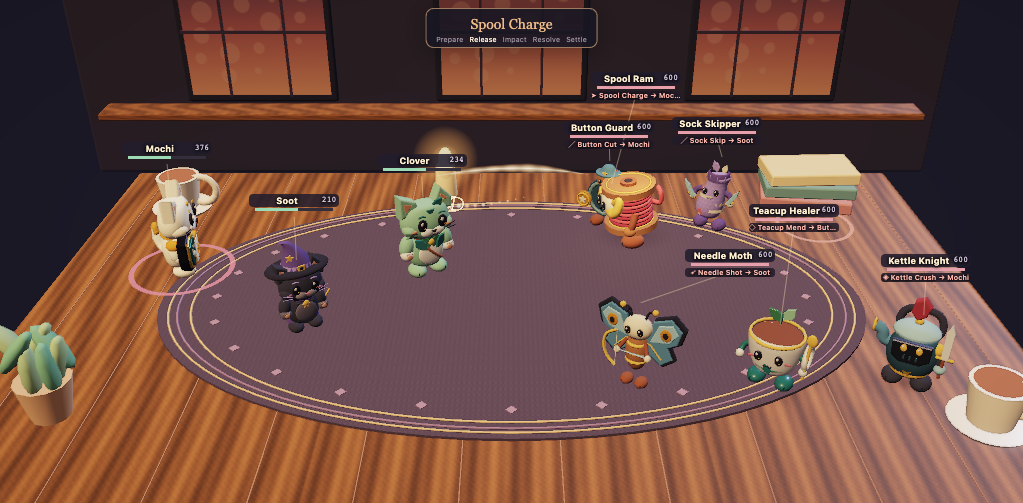 Spool Charge
Prepare Release Impact Resolve Settle
Spool Ram 600
Spool Charge → Moc...
Button Guard 600
Button Cut → Mochi
Sock Skipper 600
Sock Skip → Soot
Mochi 376
Clover 234
Soot 210
Teacup Healer 600
Teacup Mend → But...
Needle Moth 600
Needle Shot → Soot
Kettle Knight 600
Kettle Crush → Mochi